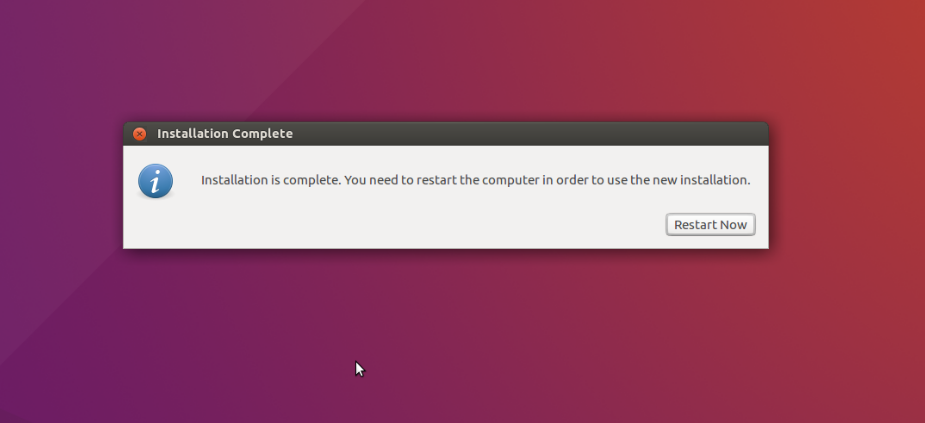 Installation Complete
Installation is complete. You need to restart the computer in order to use the new installation.
Restart Now